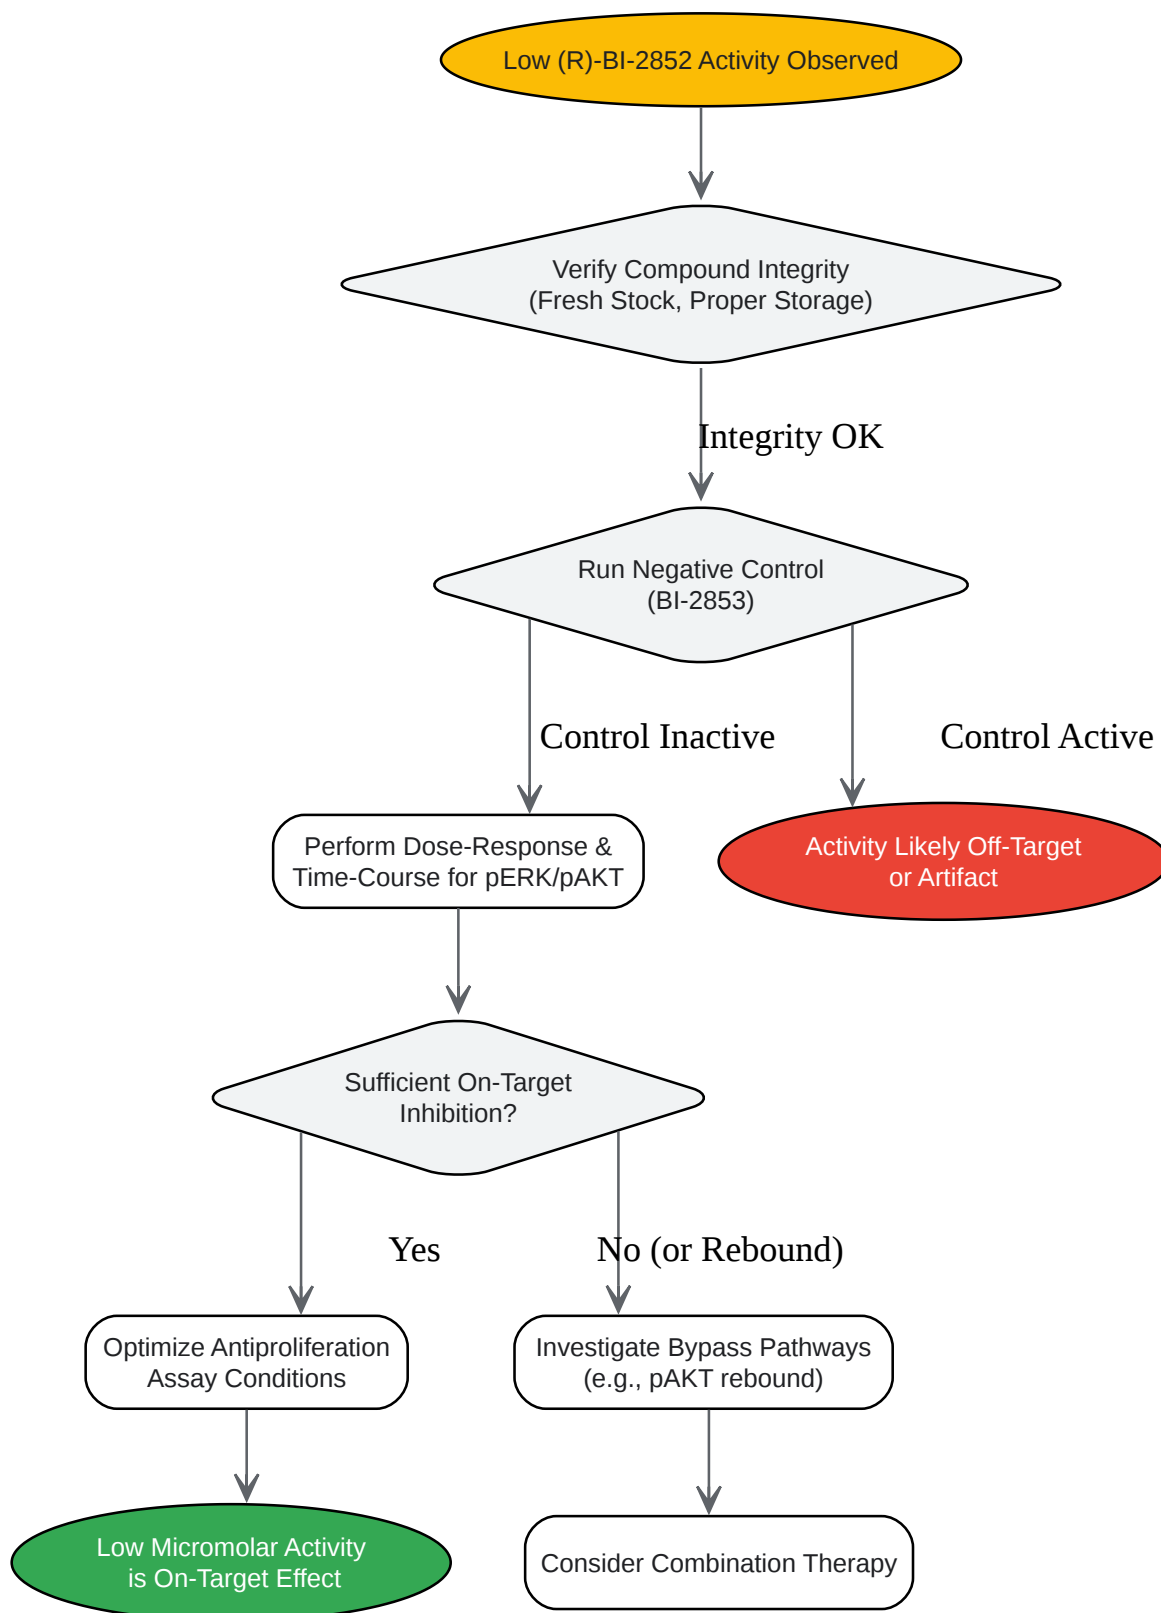 Low (R)-BI-2852 Activity Observed
Verify Compound Integrity
(Fresh Stock, Proper Storage)
Integrity OK
Run Negative Control
(BI-2853)
Control Inactive
Control Active
Perform Dose-Response &
Time-Course for pERK/pAKT
Activity Likely Off-Target
or Artifact
Sufficient On-Target
Inhibition?
Yes
No (or Rebound)
Optimize Antiproliferation
Assay Conditions
Investigate Bypass Pathways
(e.g., pAKT rebound)
Low Micromolar Activity
is On-Target Effect
Consider Combination Therapy